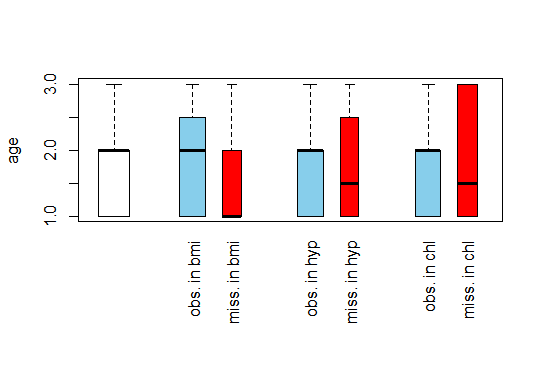 age
3.0
2.0
1.0
obs. in bmi
miss. in bmi
obs. in hyp
miss. in hyp
obs. in chl
miss. in chl